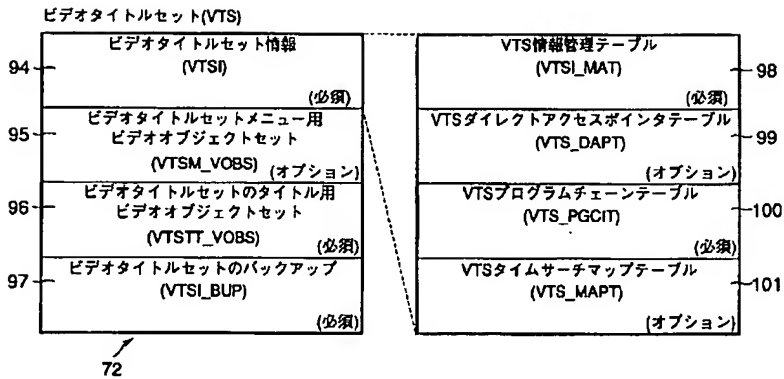 ビデオタイトルセット(VTS)
94
ビデオタイトルセット情報
(VTSI)
(必須)
95
ビデオタイトルセットメニュー用
ビデオオブジェクトセット
(VTSM_VOBS)
(オプション)
96
ビデオタイトルセットのタイトル用
ビデオオブジェクトセット
(VTSTT_VOBS)
(必須)
97
ビデオタイトルセットのバックアップ
(VTSI_BUP)
(必須)
72
VTS情報管理テーブル
(VTSI_MAT)
(必須)
98
VTSダイレクトアクセスポインタテーブル
(VTS_DAPT)
(オプション)
99
VTSプログラムチェーンテーブル
(VTS_PGCIT)
(必須)
100
VTSタイムサーチマップテーブル
(VTS_MAPT)
(オプション)
101